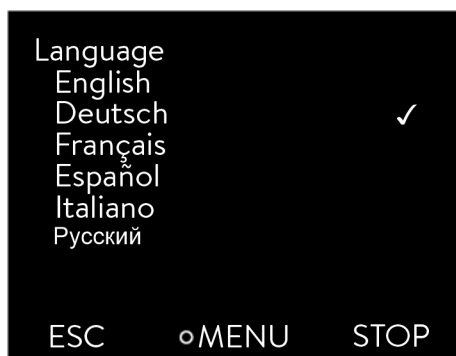 Language
English
Deutsch ✓
Français
Español
Italiano
Русский
ESC MENU STOP